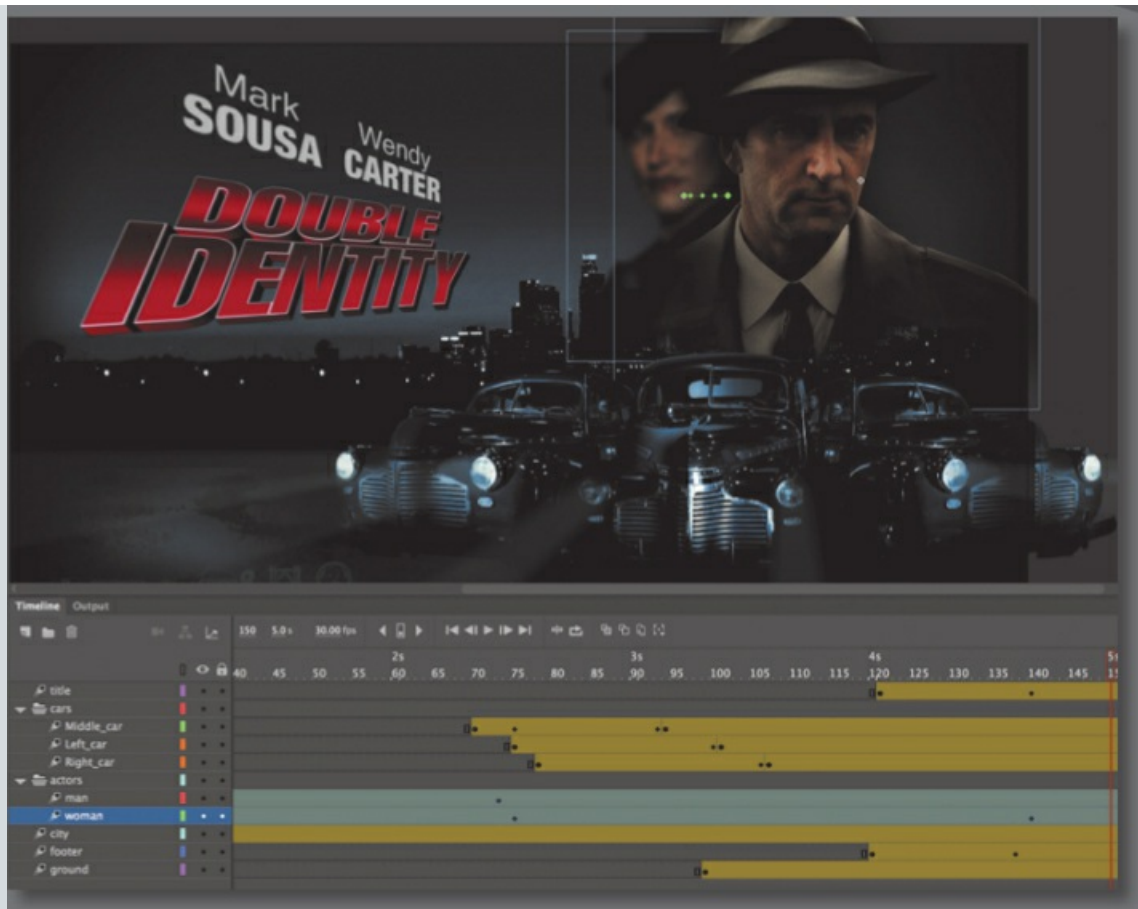 Mark
SOUSA
Wendy
CARTER
DOUBLE
IDENTITY
Timeline Output
150 5.0 s 30.00 fps
2s 3s 4s 5s
40 45 50 55 60 65 70 75 80 85 90 95 100 105 110 115 120 125 130 135 140 145
title
cars
Middle_car
Left_car
Right_car
actors
man
woman
city
footer
ground